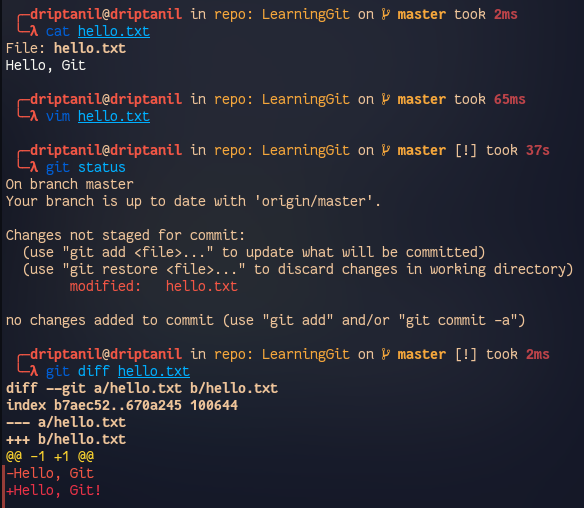 ╭─driptanil@driptanil in repo: LearningGit on master took 2ms
╰─λ cat hello.txt
File: hello.txt
Hello, Git
╭─driptanil@driptanil in repo: LearningGit on master took 65ms
╰─λ vim hello.txt
╭─driptanil@driptanil in repo: LearningGit on master [!] took 37s
╰─λ git status
On branch master
Your branch is up to date with 'origin/master'.
Changes not staged for commit:
  (use "git add <file>..." to update what will be committed)
  (use "git restore <file>..." to discard changes in working directory)
        modified:   hello.txt
no changes added to commit (use "git add" and/or "git commit -a")
╭─driptanil@driptanil in repo: LearningGit on master [!] took 2ms
╰─λ git diff hello.txt
diff --git a/hello.txt b/hello.txt
index b7aec52..670a245 100644
--- a/hello.txt
+++ b/hello.txt
@@ -1 +1 @@
-Hello, Git
+Hello, Git!